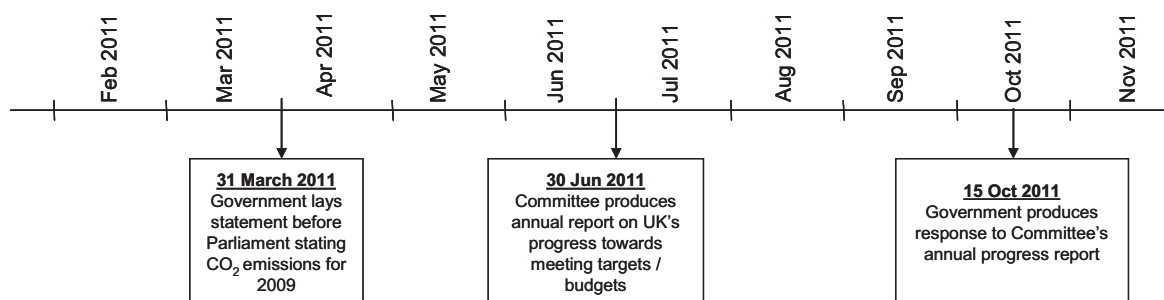 Feb 2011
Mar 2011
Apr 2011
May 2011
Jun 2011
Jul 2011
Aug 2011
Sep 2011
Oct 2011
Nov 2011
31 March 2011
Government lays
statement before
Parliament stating
CO2 emissions for
2009
30 Jun 2011
Committee produces
annual report on UK's
progress towards
meeting targets /
budgets
15 Oct 2011
Government produces
response to Committee's
annual progress report